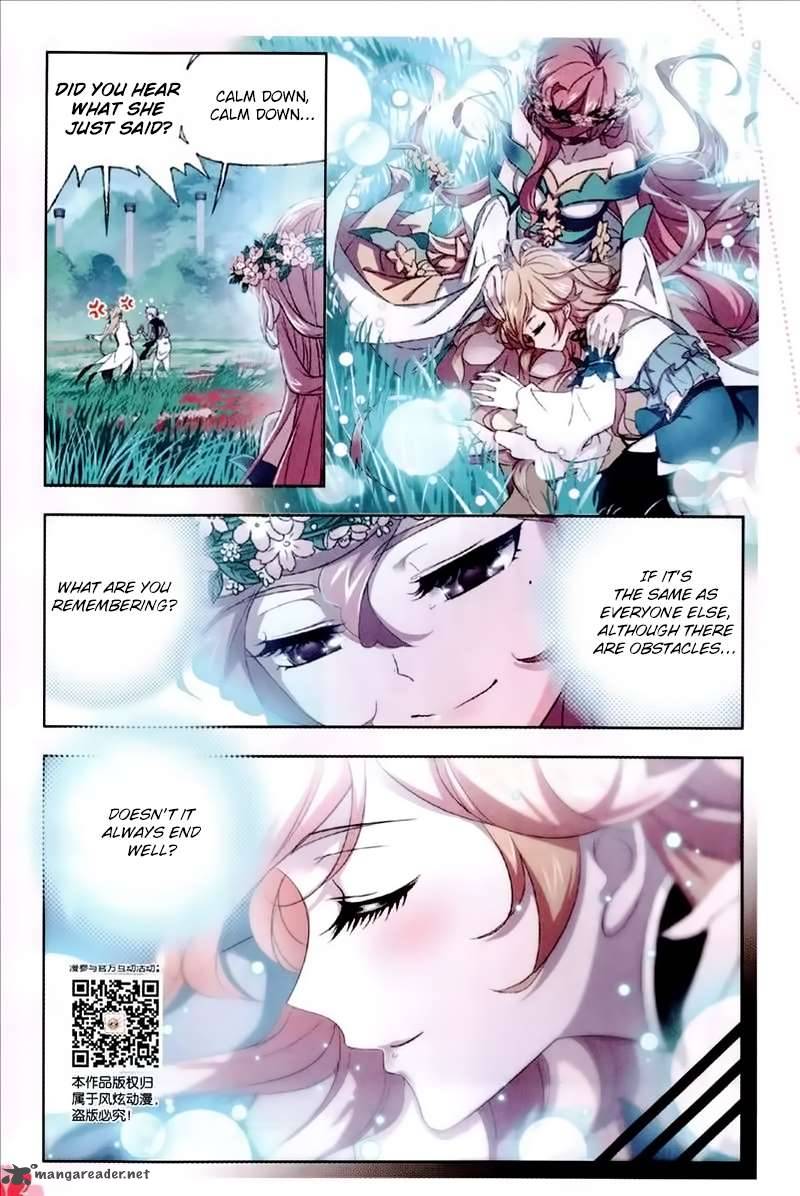 DID YOU HEAR
WHAT SHE
JUST SAID?
CALM DOWN,
CALM DOWN...
WHAT ARE YOU
REMEMBERING?
IF IT'S
THE SAME AS
EVERYONE ELSE,
ALTHOUGH THERE
ARE OBSTACLES...
DOESN'T IT
ALWAYS END
WELL?
漫参与官方互动活动
本作品版权归
属于风炫动漫，
盗版必究！
mangareader.net